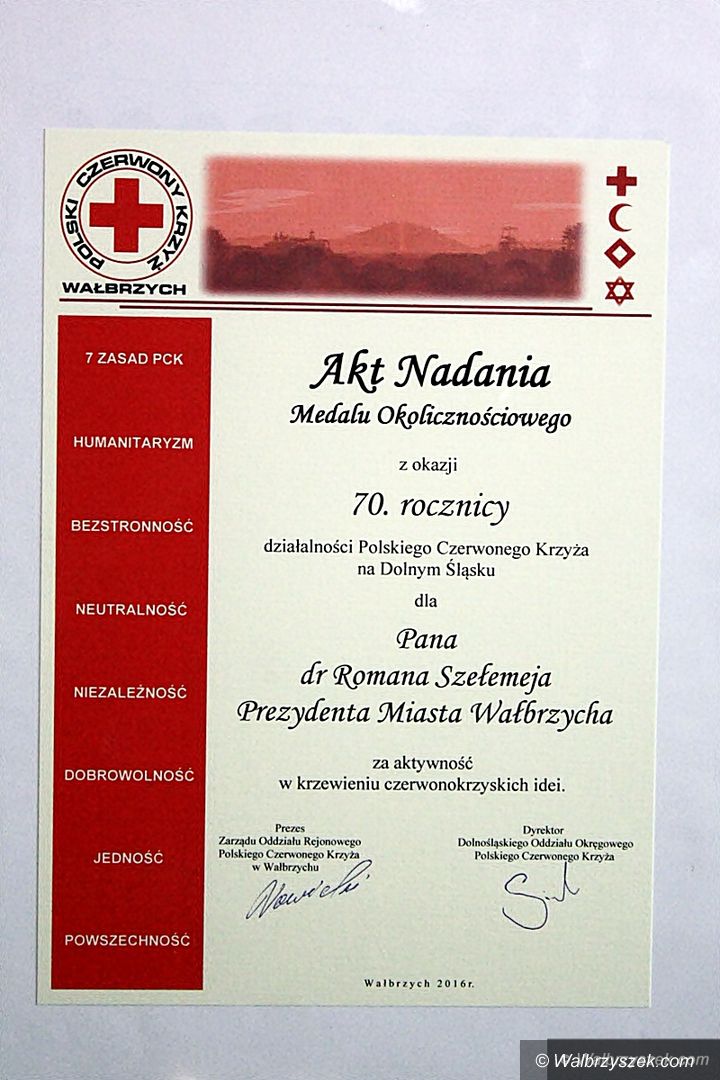 POLSKI CZERWONY KRZYŻ
WAŁBRZYCH
7 ZASAD PCK
HUMANITARYZM
BEZSTRONNOŚĆ
NEUTRALNOŚĆ
NIEZALEŻNOŚĆ
DOBROWOLNOŚĆ
JEDNOŚĆ
POWSZECHNOŚĆ
Akt Nadania
Medalu Okolicznościowego
z okazji
70. rocznicy
działalności Polskiego Czerwonego Krzyża
na Dolnym Śląsku
dla
Pana
dr Romana Szełemeja
Prezydenta Miasta Wałbrzycha
za aktywność
w krzewieniu czerwonokrzyskich idei.
Prezes
Zarządu Oddziału Rejonowego
Polskiego Czerwonego Krzyża
w Wałbrzychu
Dyrektor
Dolnośląskiego Oddziału Okręgowego
Polskiego Czerwonego Krzyża
Wałbrzych 2016r.
© Walbrzyszek.com